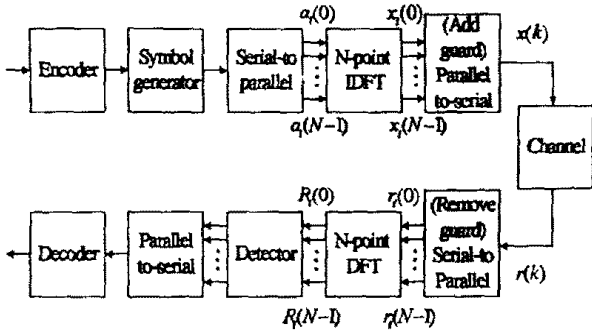 a_i(0)
x_i(0)
(Add
guard)
Parallel
to-serial
x(k)
Encoder
Symbol
generator
Serial-to
parallel
N-point
IDFT
a_i(N-1)
x_i(N-1)
Channel
R_i(0)
r_i(0)
(Remove
guard)
Serial-to
Parallel
r(k)
Decoder
Parallel
to-serial
Detector
N-point
DFT
R_i(N-1)
r_i(N-1)